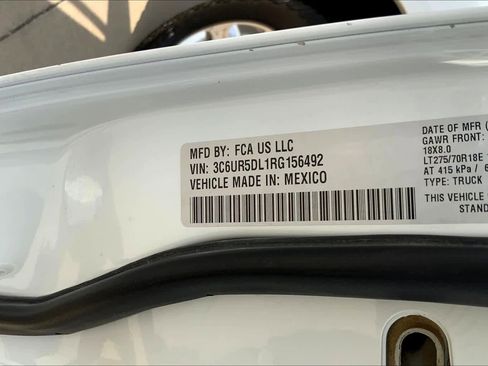 MFD BY: FCA US LLC
VIN: 3C6UR5DL1RG156492
VEHICLE MADE IN: MEXICO
DATE OF MFR
GAWR FRONT:
18X8.0
LT275/70R18E
AT 415 kPa /
TYPE: TRUCK
THIS VEHICLE
STAND